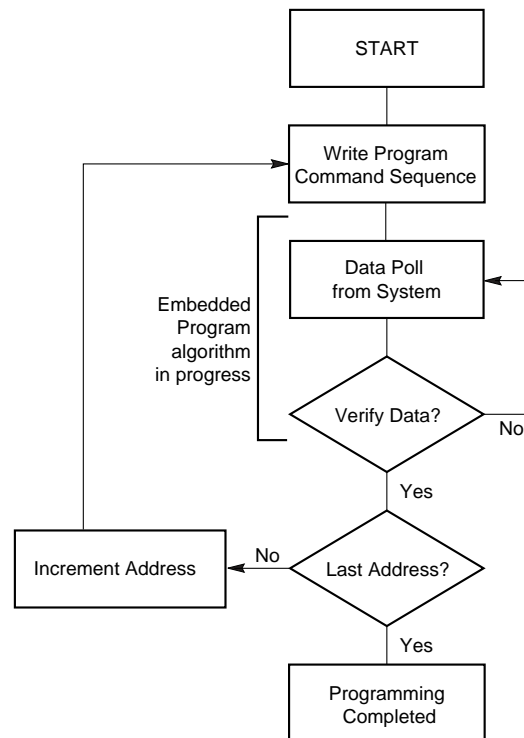 START
Write Program
Command Sequence
Data Poll
from System
Embedded
Program
algorithm
in progress
Verify Data?
No
Yes
Increment Address
No
Last Address?
Yes
Programming
Completed